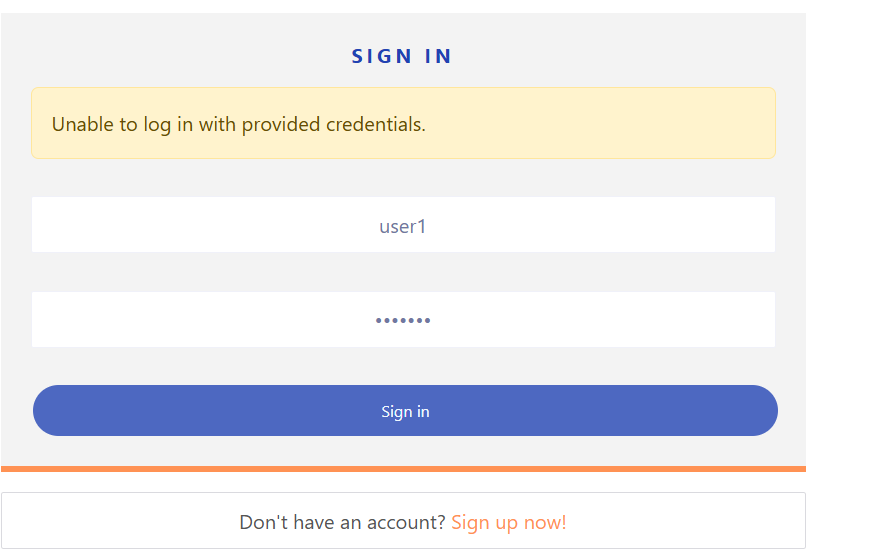 SIGN IN
Unable to log in with provided credentials.
user1
•••••••
Sign in
Don't have an account? Sign up now!